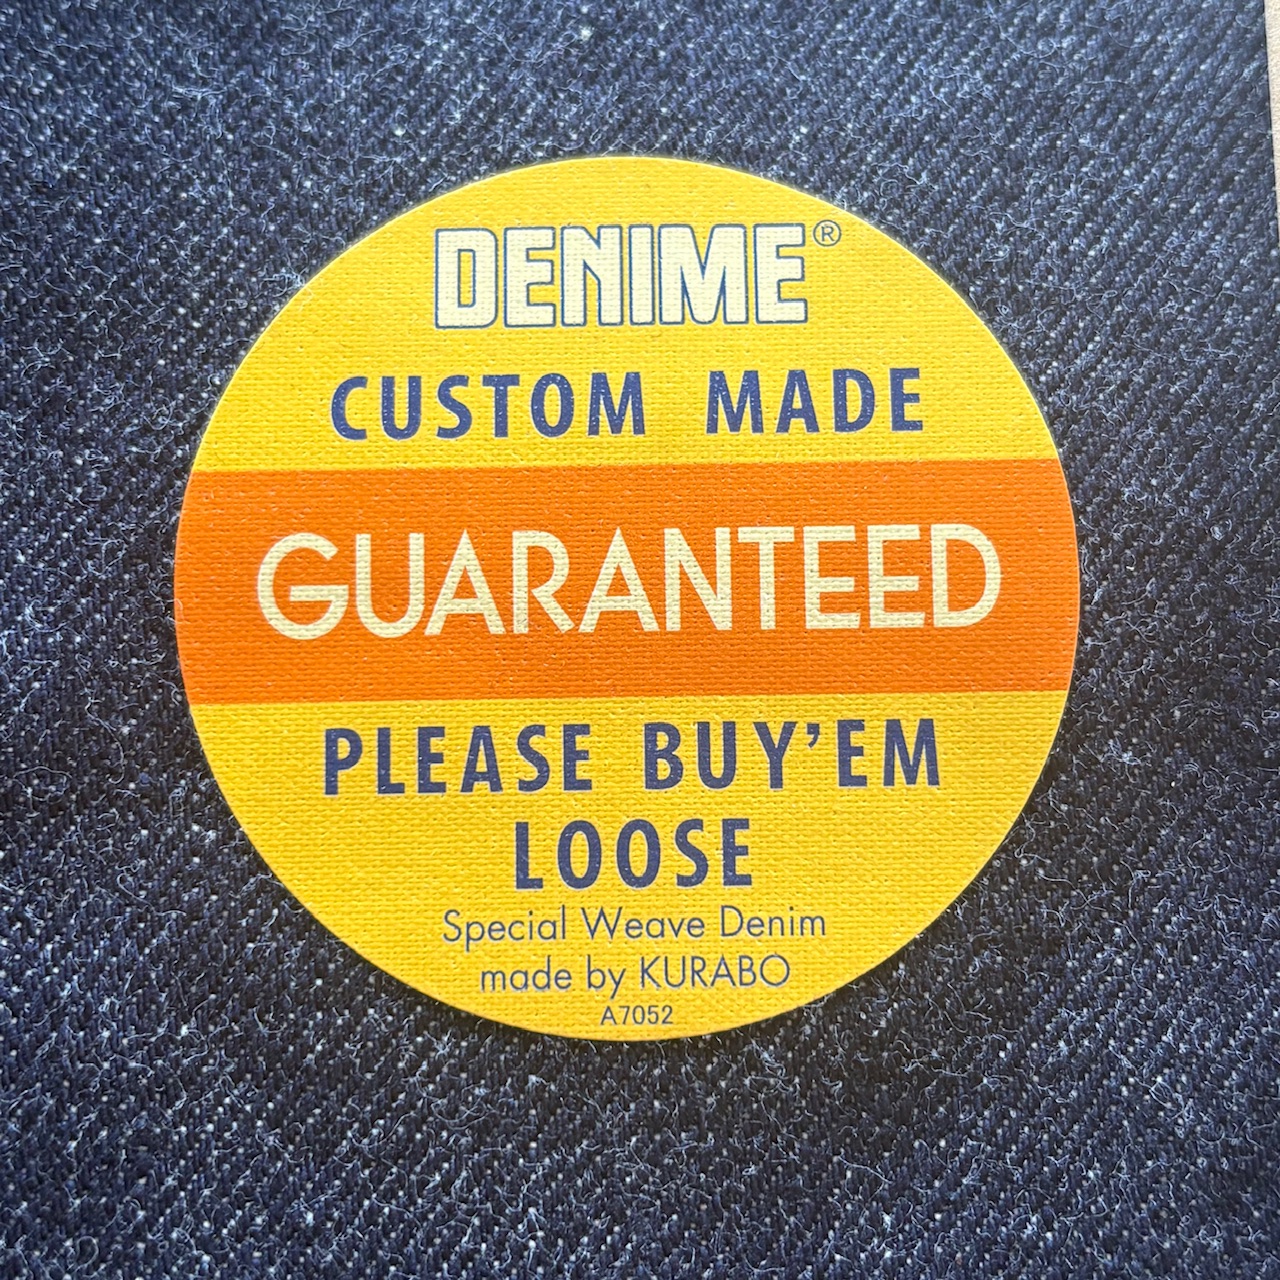 DENIME®
CUSTOM MADE
GUARANTEED
PLEASE BUY'EM
LOOSE
Special Weave Denim
made by KURABO
A7052